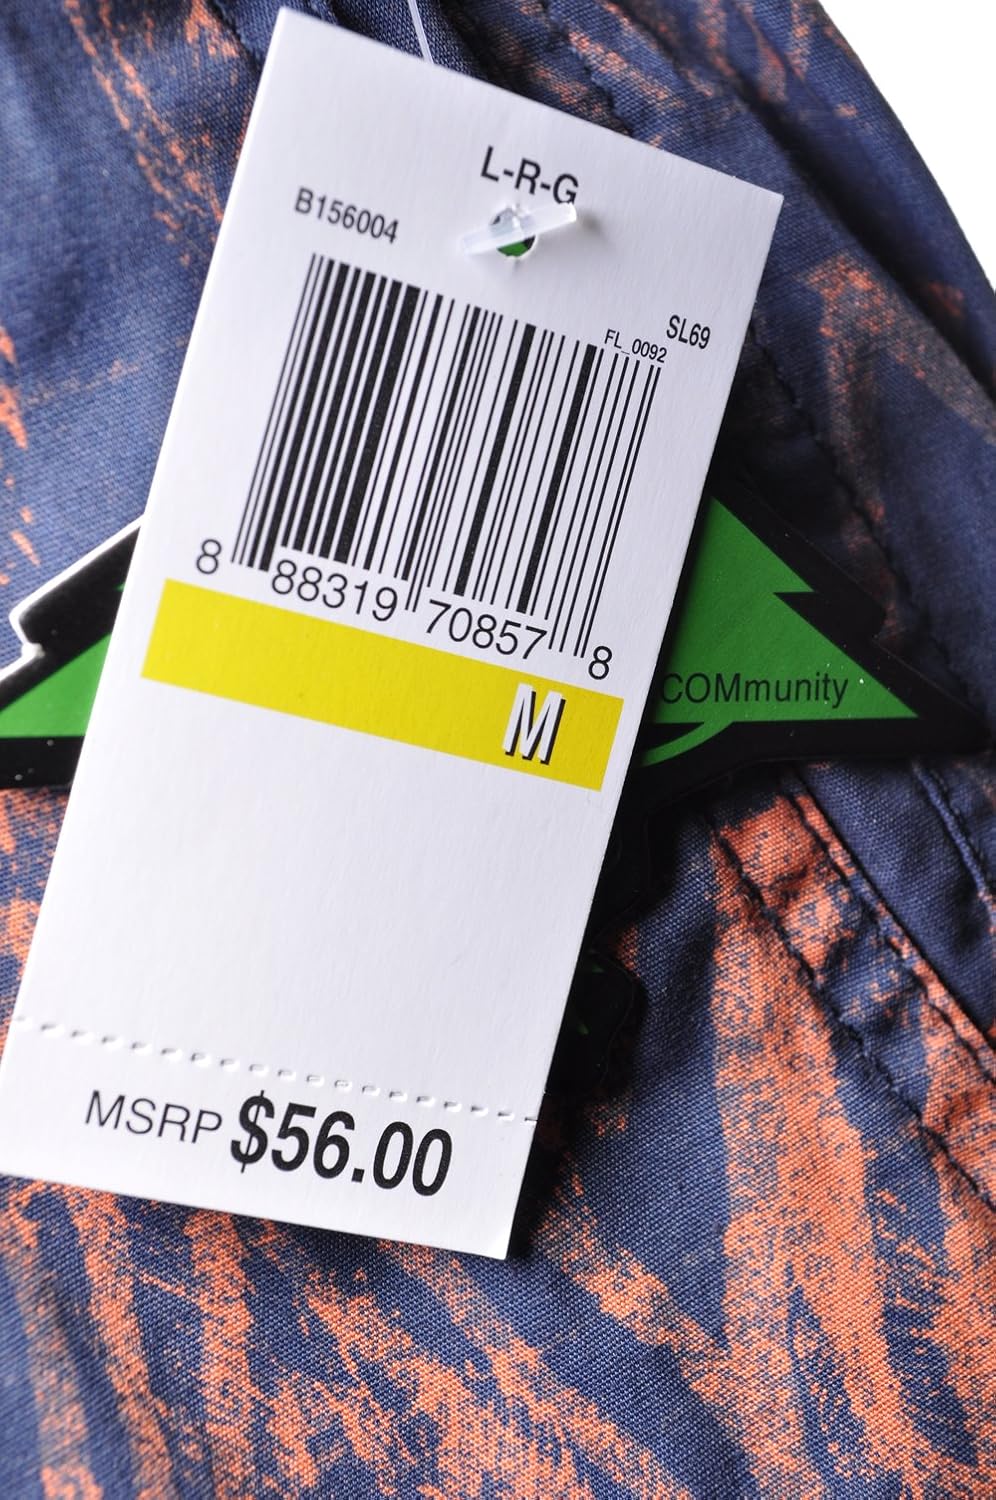 L-R-G
B156004
SL69
FL_0092
8 88319 70857 8
M
COMmunity
MSRP $56.00